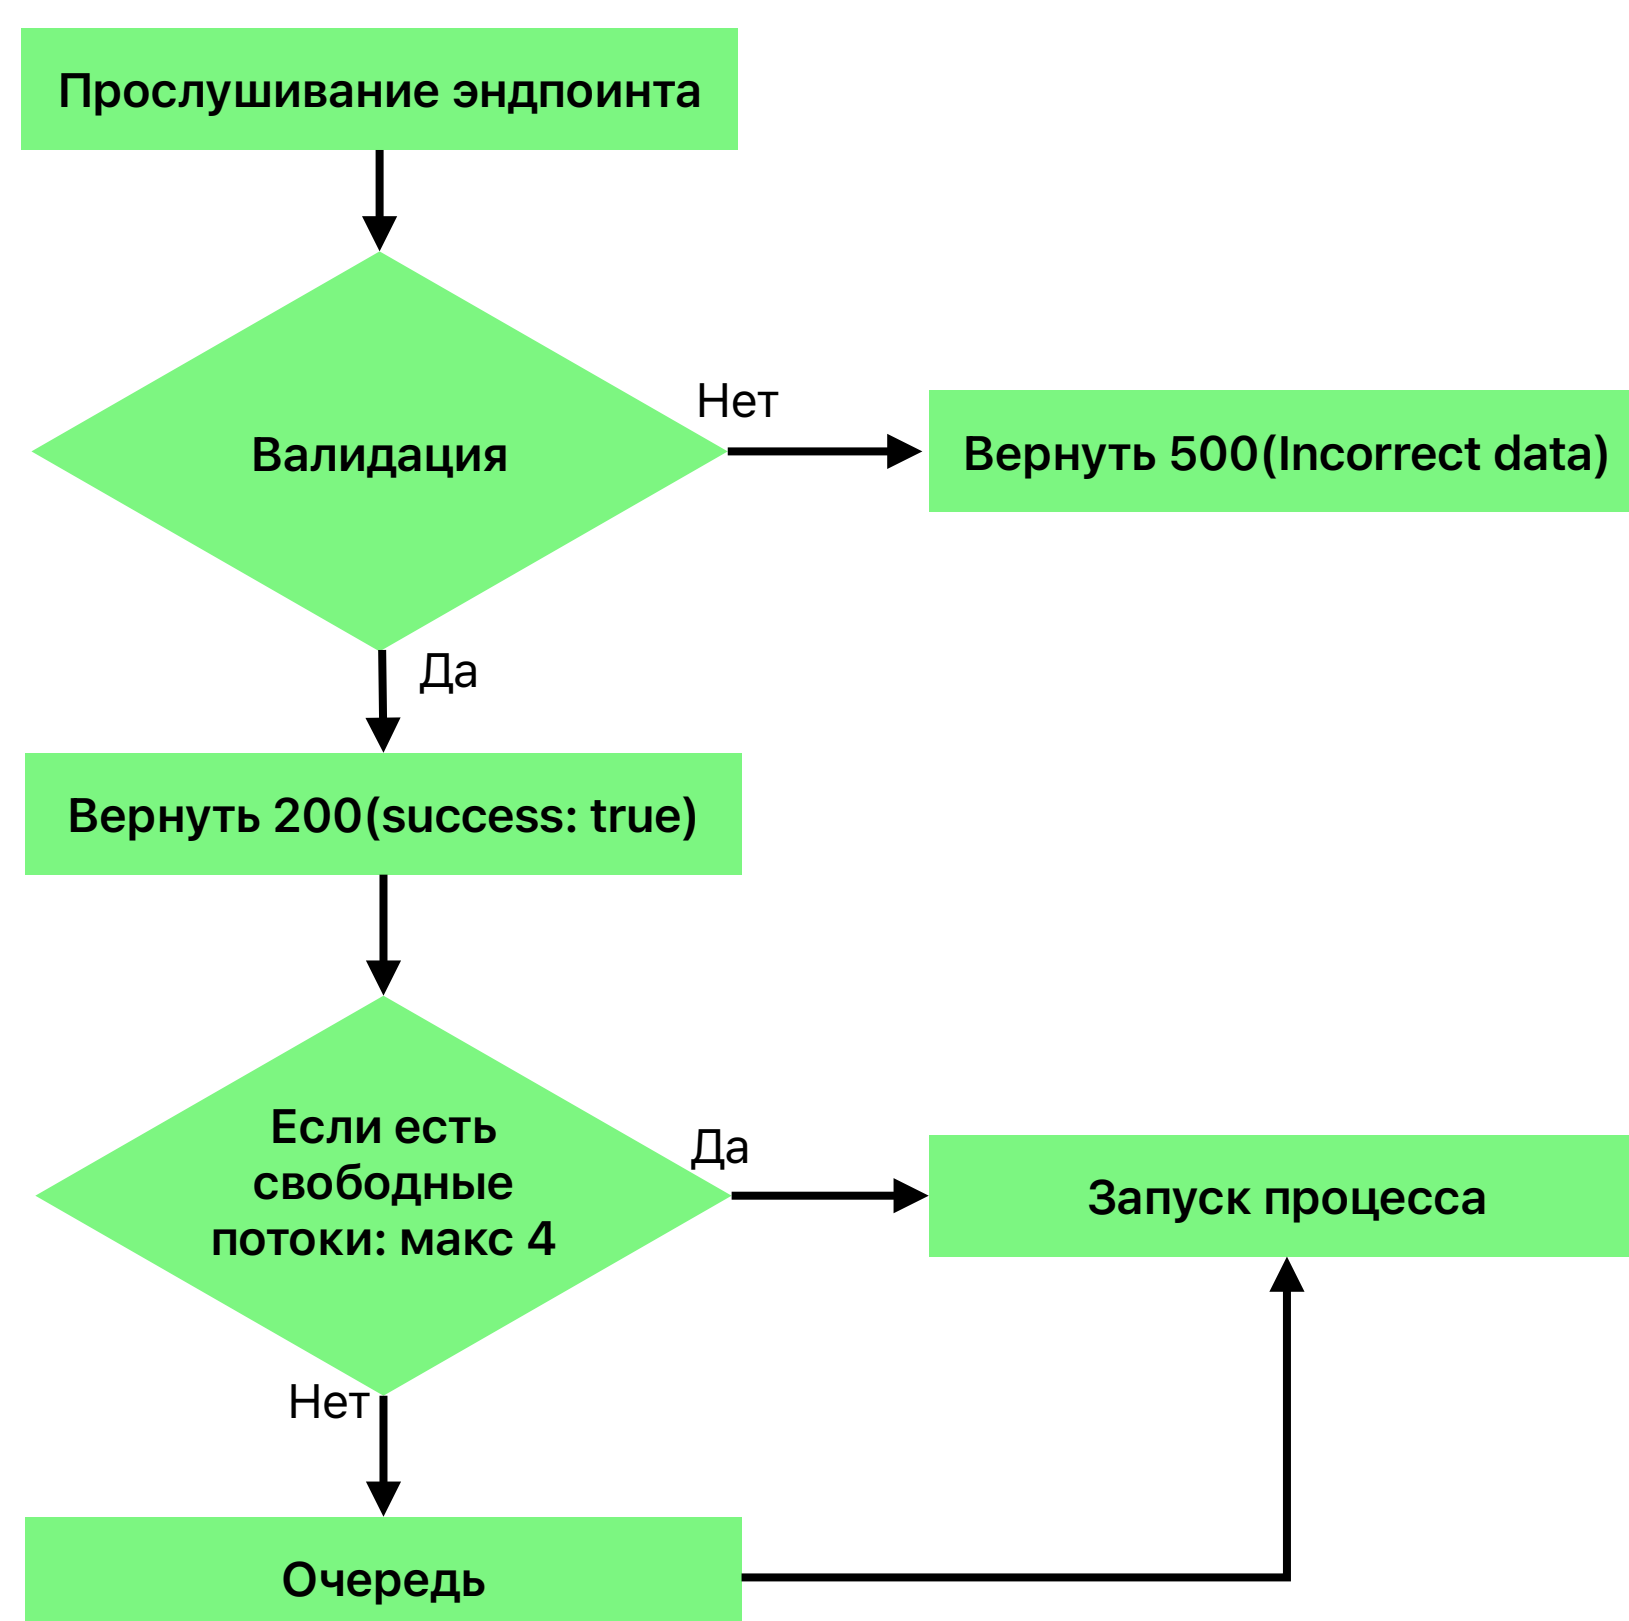 Прослушивание эндпоинта
Валидация
Нет
Вернуть 500(Incorrect data)
Да
Вернуть 200(success: true)
Если есть
свободные
потоки: макс 4
Да
Запуск процесса
Нет
Очередь